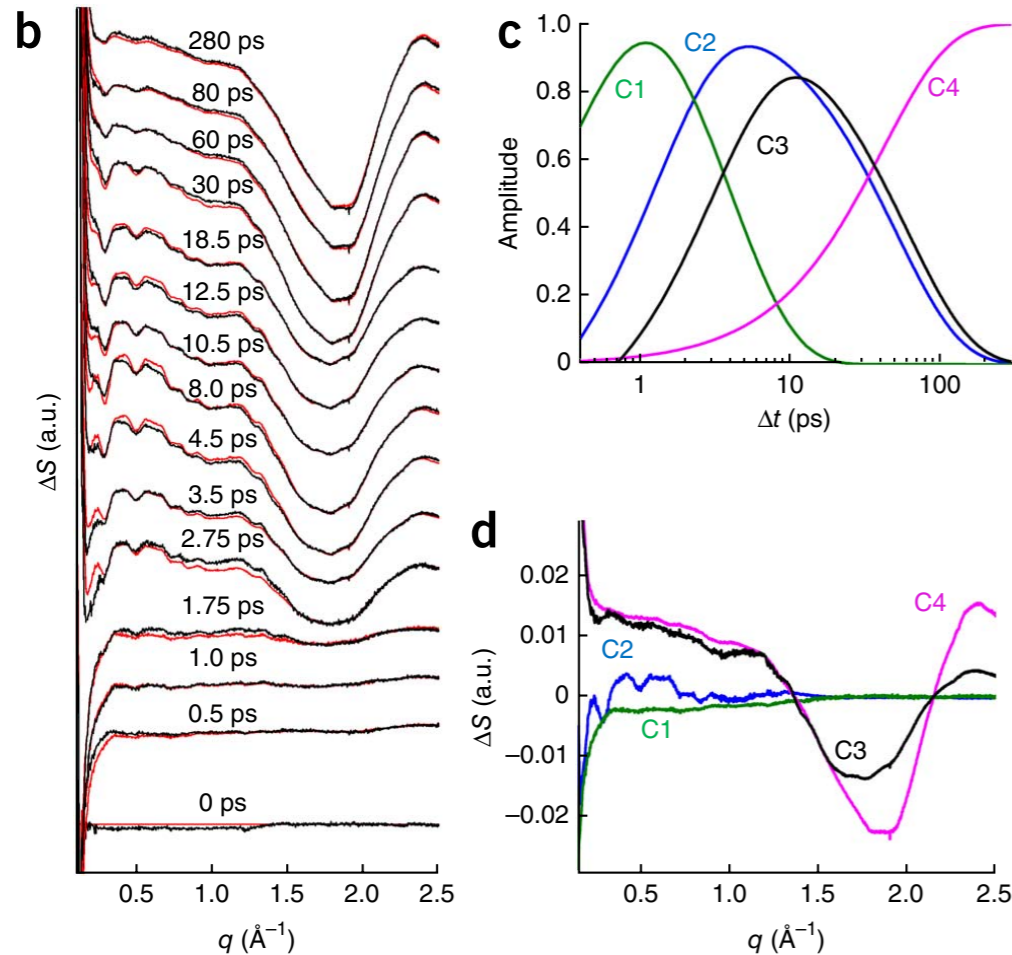 b
280 ps
80 ps
60 ps
30 ps
18.5 ps
12.5 ps
10.5 ps
8.0 ps
4.5 ps
3.5 ps
2.75 ps
1.75 ps
1.0 ps
0.5 ps
0 ps
ΔS (a.u.)
0.5 1.0 1.5 2.0 2.5
q (Å⁻¹)
c
C1
C2
C3
C4
Amplitude
1.0
0.8
0.6
0.4
0.2
0
1 10 100
Δt (ps)
d
C4
C2
C1
C3
ΔS (a.u.)
0.02
0.01
0
−0.01
−0.02
0.5 1.0 1.5 2.0 2.5
q (Å⁻¹)